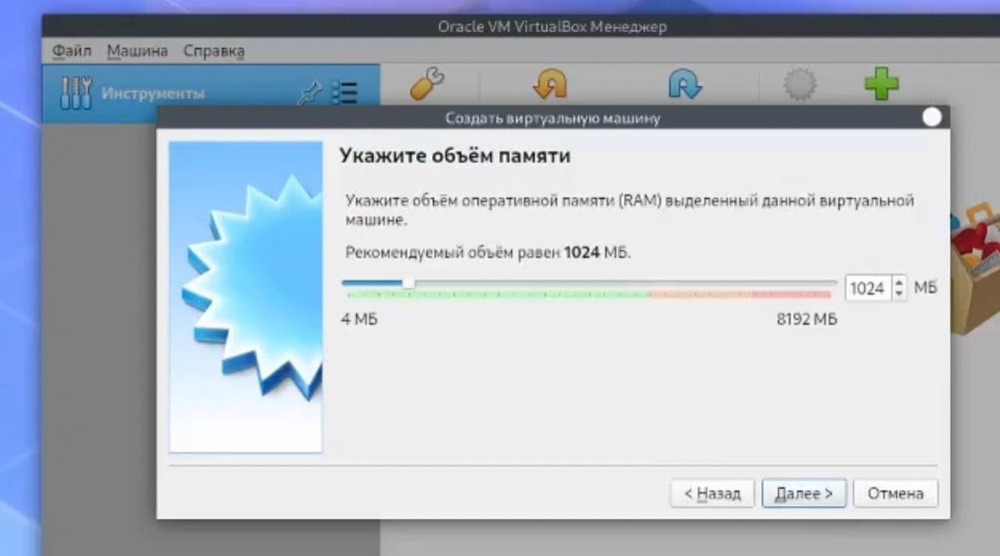 Oracle VM VirtualBox Менеджер
Файл Машина Справка
Инструменты
Создать виртуальную машину
Укажите объём памяти
Укажите объём оперативной памяти (RAM) выделенный данной виртуальной
машине.
Рекомендуемый объём равен 1024 МБ.
1024 МБ
4 МБ 8192 МБ
< Назад Далее > Отмена